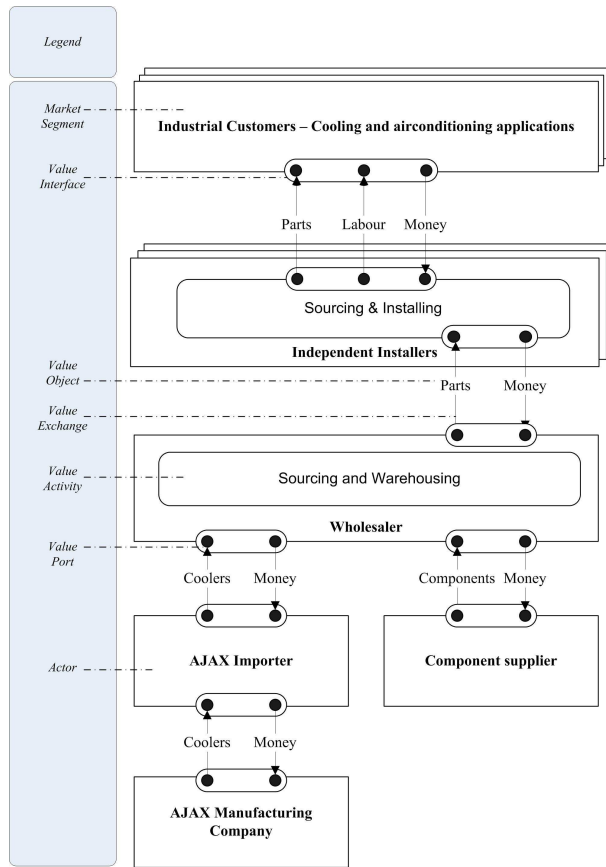 Legend
Market
Segment
Industrial Customers – Cooling and airconditioning applications
Value
Interface
Parts
Labour
Money
Sourcing & Installing
Independent Installers
Value
Object
Parts
Money
Value
Exchange
Value
Activity
Sourcing and Warehousing
Wholesaler
Value
Port
Coolers
Money
Components
Money
Actor
AJAX Importer
Component supplier
Coolers
Money
AJAX Manufacturing
Company